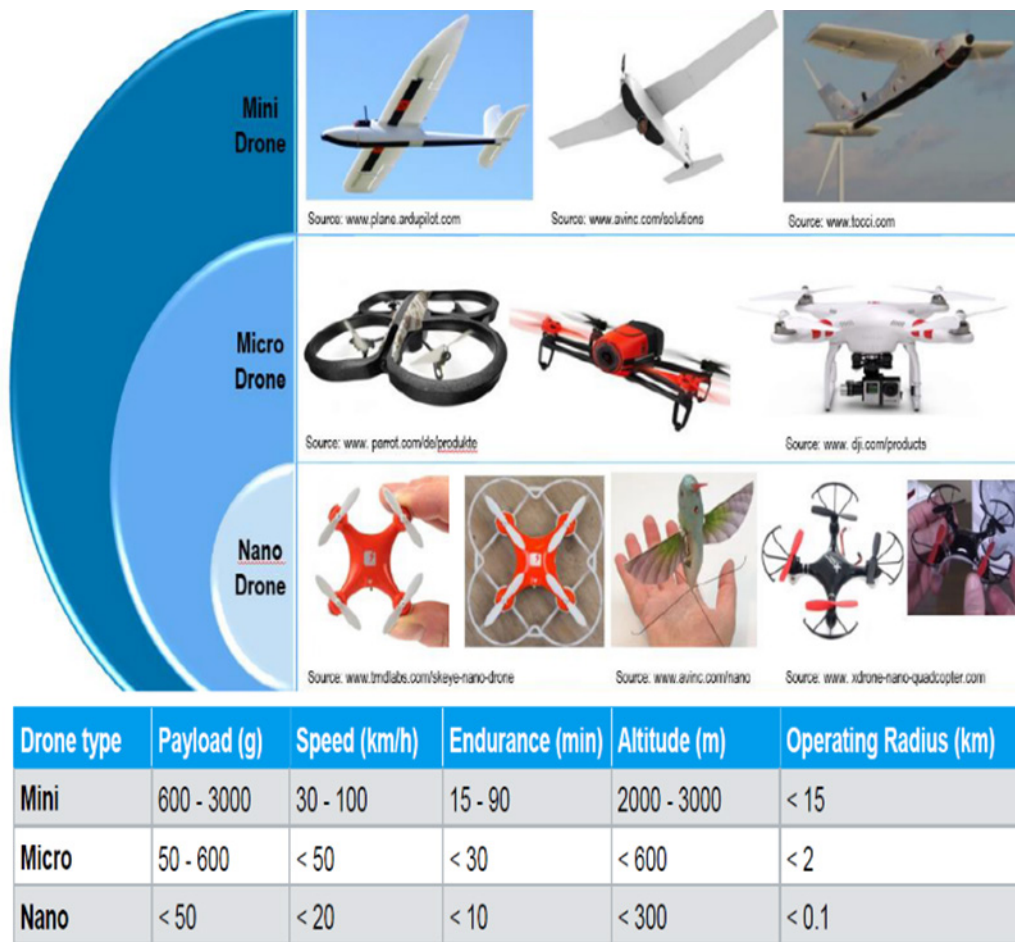 Mini
Drone
Source: www.plane.ardupilot.com
Source: www.avinc.com/solutions
Source: www.tocci.com
Micro
Drone
Source: www. parrot.com/de/produkte
Source: www. dji.com/products
Nano
Drone
Source: www.trndlabs.com/skeye-nano-drone
Source: www.avinc.com/nano
Source: www. xdrone-nano-quadcopter.com
Drone type Payload (g) Speed (km/h) Endurance (min) Altitude (m) Operating Radius (km)
Mini 600 - 3000 30 - 100 15 - 90 2000 - 3000 < 15
Micro 50 - 600 < 50 < 30 < 600 < 2
Nano < 50 < 20 < 10 < 300 < 0.1